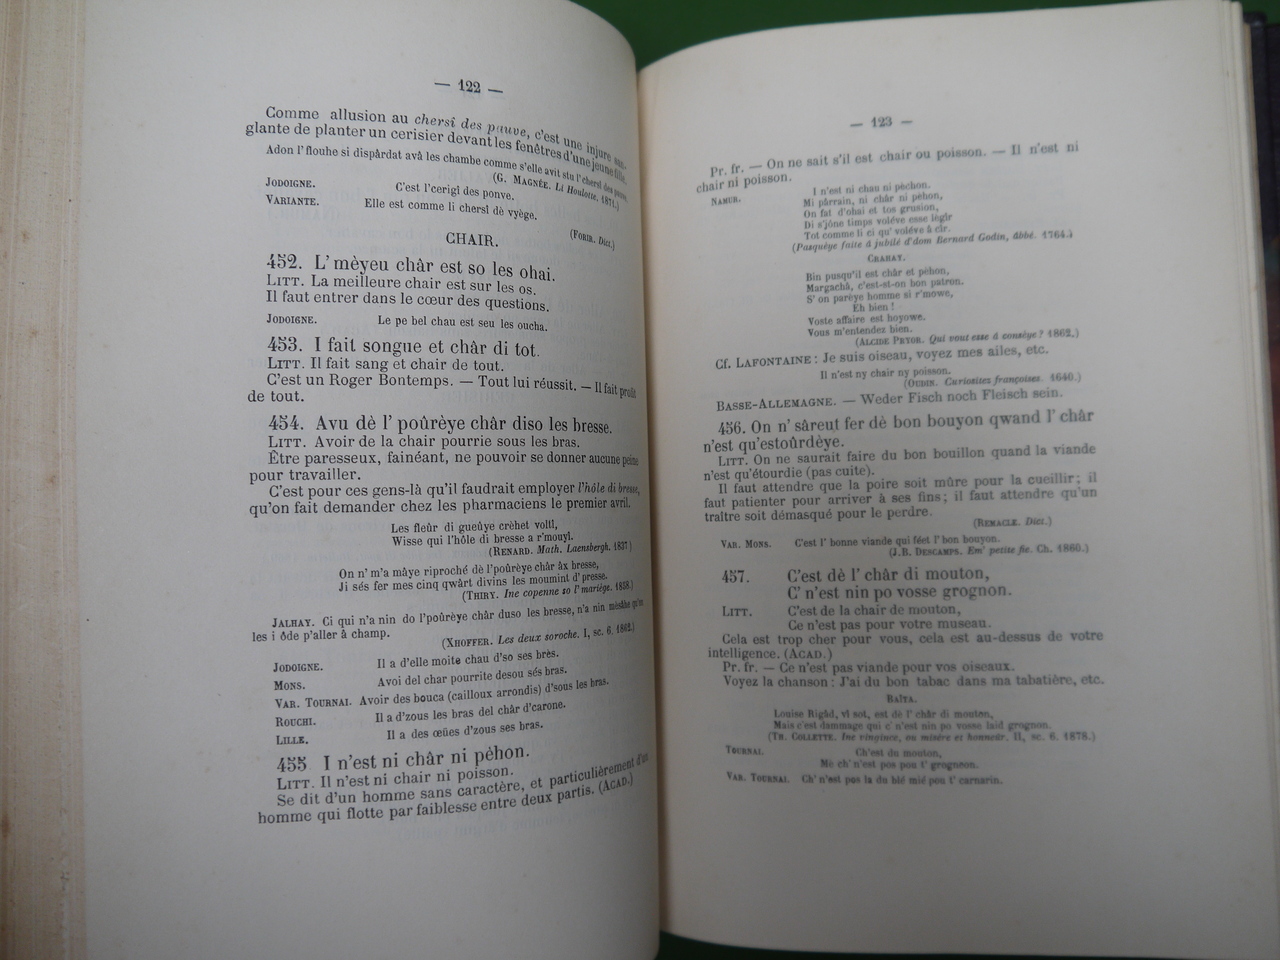 — 122 —
Comme allusion au chersî des pauve, c'est une injure san-
glante de planter un cerisier devant les fenêtres d'une jeune fille.
Adon l' flouhe si dispârdat avâ les chambe comme s'elle avit stu l' chersî des pauve.
(G. MAGNÉE. Li Houlotte, 1871.)
JODOIGNE. C'est l'cerigî des ponve.
VARIANTE. Elle est comme li chersî dè vyège.
(FORIR. Dict.)
CHAIR.
452. L' mèyeu châr est so les ohai.
LITT. La meilleure chair est sur les os.
Il faut entrer dans le cœur des questions.
JODOIGNE. Le pe bel chau est seu les oucha.
453. I fait songue et châr di tot.
LITT. Il fait sang et chair de tout.
C'est un Roger Bontemps. — Tout lui réussit. — Il fait profit
de tout.
454. Avu dè l' poûrèye châr diso les bresse.
LITT. Avoir de la chair pourrie sous les bras.
Être paresseux, fainéant, ne pouvoir se donner aucune peine
pour travailler.
C'est pour ces gens-là qu'il faudrait employer l'hôle di bresse,
qu'on fait demander chez les pharmaciens le premier avril.
Les fleûr di gueûye crèhet voltî,
Wisse qui l'hôle di bresse a r'mouyî.
(RENARD. Math. Laensbergh. 1837)
On n' m'a mâye riproché dè l'poûrèye châr âx bresse,
Ji sés fer mes cinq qwârt divins les moumint d'presse.
(THIRY. Ine copenne so l' mariège. 1858.)
JALHAY. Ci qui n'a nin do l'poûrèye châr duso les bresse, n'a nin mèsâhe qu'on
les i ôde p'aller â champ.
(XHOFFER. Les deux soroche. I, sc. 6. 1862.)
JODOIGNE. Il a d'elle moite chau d'so ses brès.
MONS. Avoi del char pourrite desou sés bras.
VAR. TOURNAI. Avoir des bouca (cailloux arrondis) d'sous les bras.
ROUCHI. Il a d'zous les bras del châr d'carone.
LILLE. Il a des œûes d'zous ses bras.
455 I n'est ni châr ni pèhon.
LITT. Il n'est ni chair ni poisson.
Se dit d'un homme sans caractère, et particulièrement d'un
homme qui flotte par faiblesse entre deux partis. (ACAD.)
— 123 —
Pr. fr. — On ne sait s'il est chair ou poisson. — Il n'est ni
chair ni poisson.
NAMUR. I n'est ni chau ni pèchon.
Mi pârrain, ni châr ni pèhon,
On fat d'ohai et tos grusion,
Di s'jône timps volève esse lègîr
Tot comme li ci qu' volève â cîr.
(Pasquèye faite â jubilé d'dom Bernard Godin, âbbé. 1764.)
CRAHAY.
Bin pusqu'il est châr et pèhon,
Margachâ, c'est-st-on bon patron.
S' on parèye homme si r'mowe,
Eh bien !
Voste affaire est hoyowe.
Vous m'entendez bien.
(ALCIDE PRYOR. Qui vout esse â consèye ? 1862.)
Cf. LAFONTAINE : Je suis oiseau, voyez mes ailes, etc.
Il n'est ny chair ny poisson.
(OUDIN. Curiositez françoises. 1640.)
BASSE-ALLEMAGNE. — Weder Fisch noch Fleisch sein.
456. On n' sâreut fer dè bon bouyon qwand l' châr
n'est qu'estoûrdèye.
LITT. On ne saurait faire du bon bouillon quand la viande
n'est qu'étourdie (pas cuite).
Il faut attendre que la poire soit mûre pour la cueillir ; il
faut patienter pour arriver à ses fins ; il faut attendre qu'un
traître soit démasqué pour le perdre.
(REMACLE. Dict.)
VAR. MONS. C'est l' bonne viande qui féet l' bon bouyon.
(J.B. DESCAMPS. Em' petite fie. Ch. 1860.)
457. C'est dè l' châr di mouton,
C' n'est nin po vosse grognon.
LITT. C'est de la chair de mouton,
Ce n'est pas pour votre museau.
Cela est trop cher pour vous, cela est au-dessus de votre
intelligence. (ACAD.)
Pr. fr. — Ce n'est pas viande pour vos oiseaux.
Voyez la chanson : J'ai du bon tabac dans ma tabatière, etc.
RAÏTA.
Louise Rigâd, vî sot, est dè l' châr di mouton,
Mais c'est dammage qui c' n'est nin po vosse laid grognon.
(TH. COLLETTE. Ine vingince, ou misère et honneûr. II, sc. 6. 1878.)
TOURNAI. Ch'est du mouton,
Me ch' n'est pos pou t' grogneon.
VAR. TOURNAI. Ch' n'est pos la du blé mié peu t' carnarin.